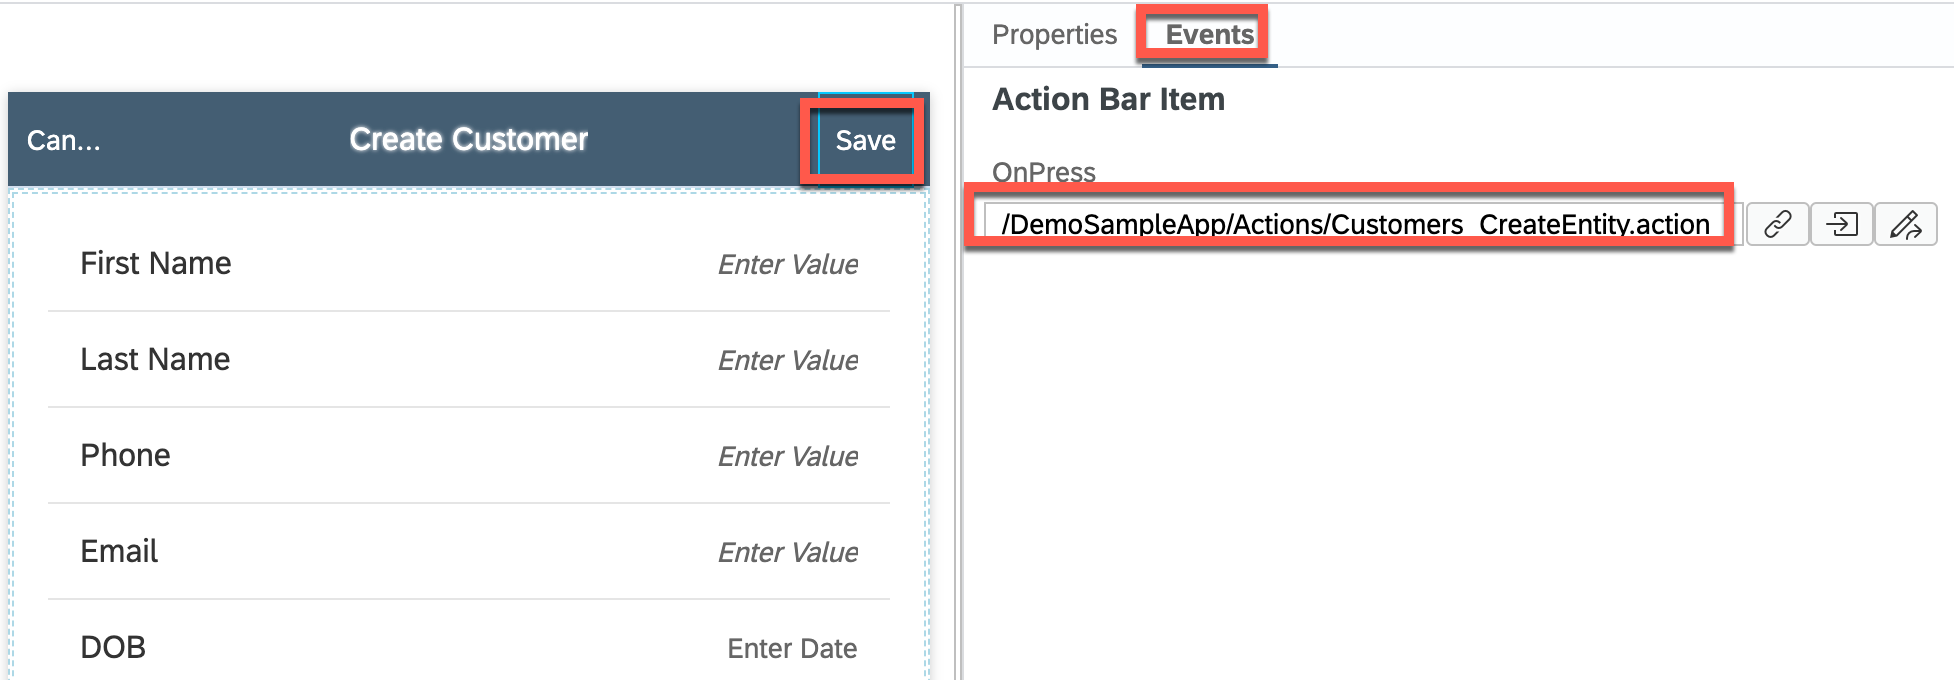 Can...
Create Customer
Save
First Name
Enter Value
Last Name
Enter Value
Phone
Enter Value
Email
Enter Value
DOB
Enter Date
Properties
Events
Action Bar Item
OnPress
/DemoSampleApp/Actions/Customers_CreateEntity.action